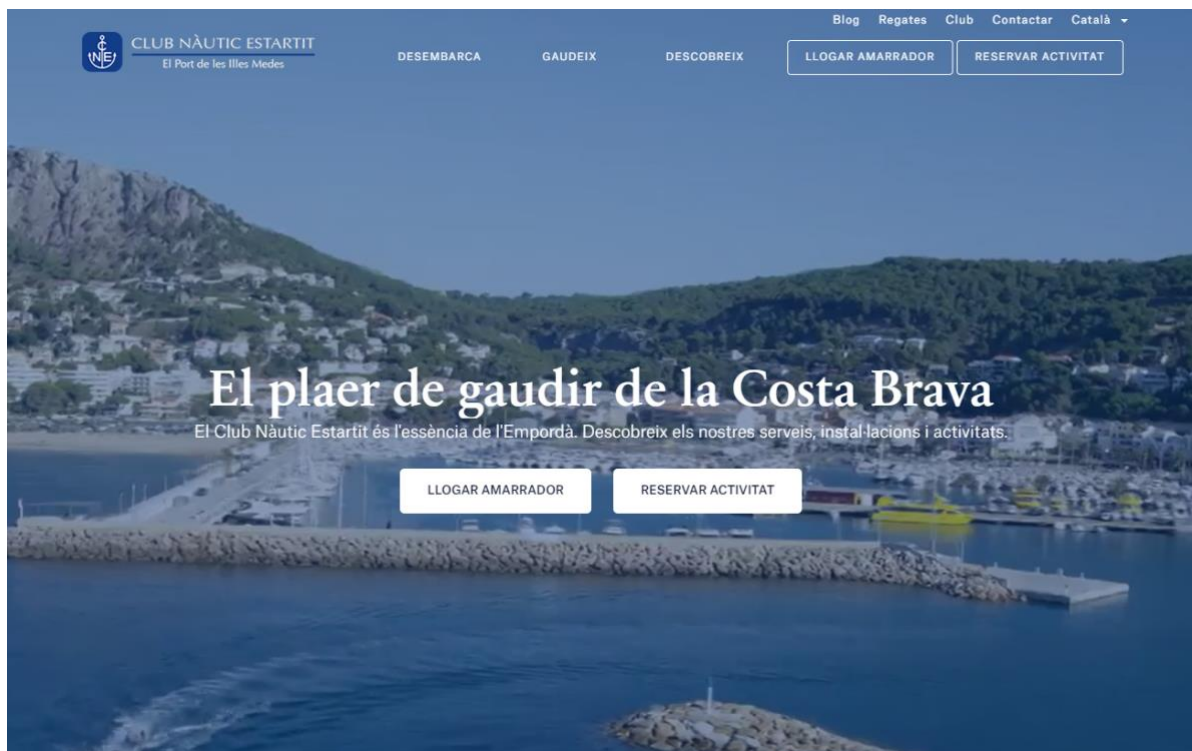 Blog Regates Club Contactar Català
CNE
CLUB NÀUTIC ESTARTIT
El Port de les Illes Medes
DESEMBARCA GAUDEIX DESCOBREIX LLOGAR AMARRADOR RESERVAR ACTIVITAT
El plaer de gaudir de la Costa Brava
El Club Nàutic Estartit és l'essència de l'Empordà. Descobreix els nostres serveis, instal·lacions i activitats.
LLOGAR AMARRADOR RESERVAR ACTIVITAT